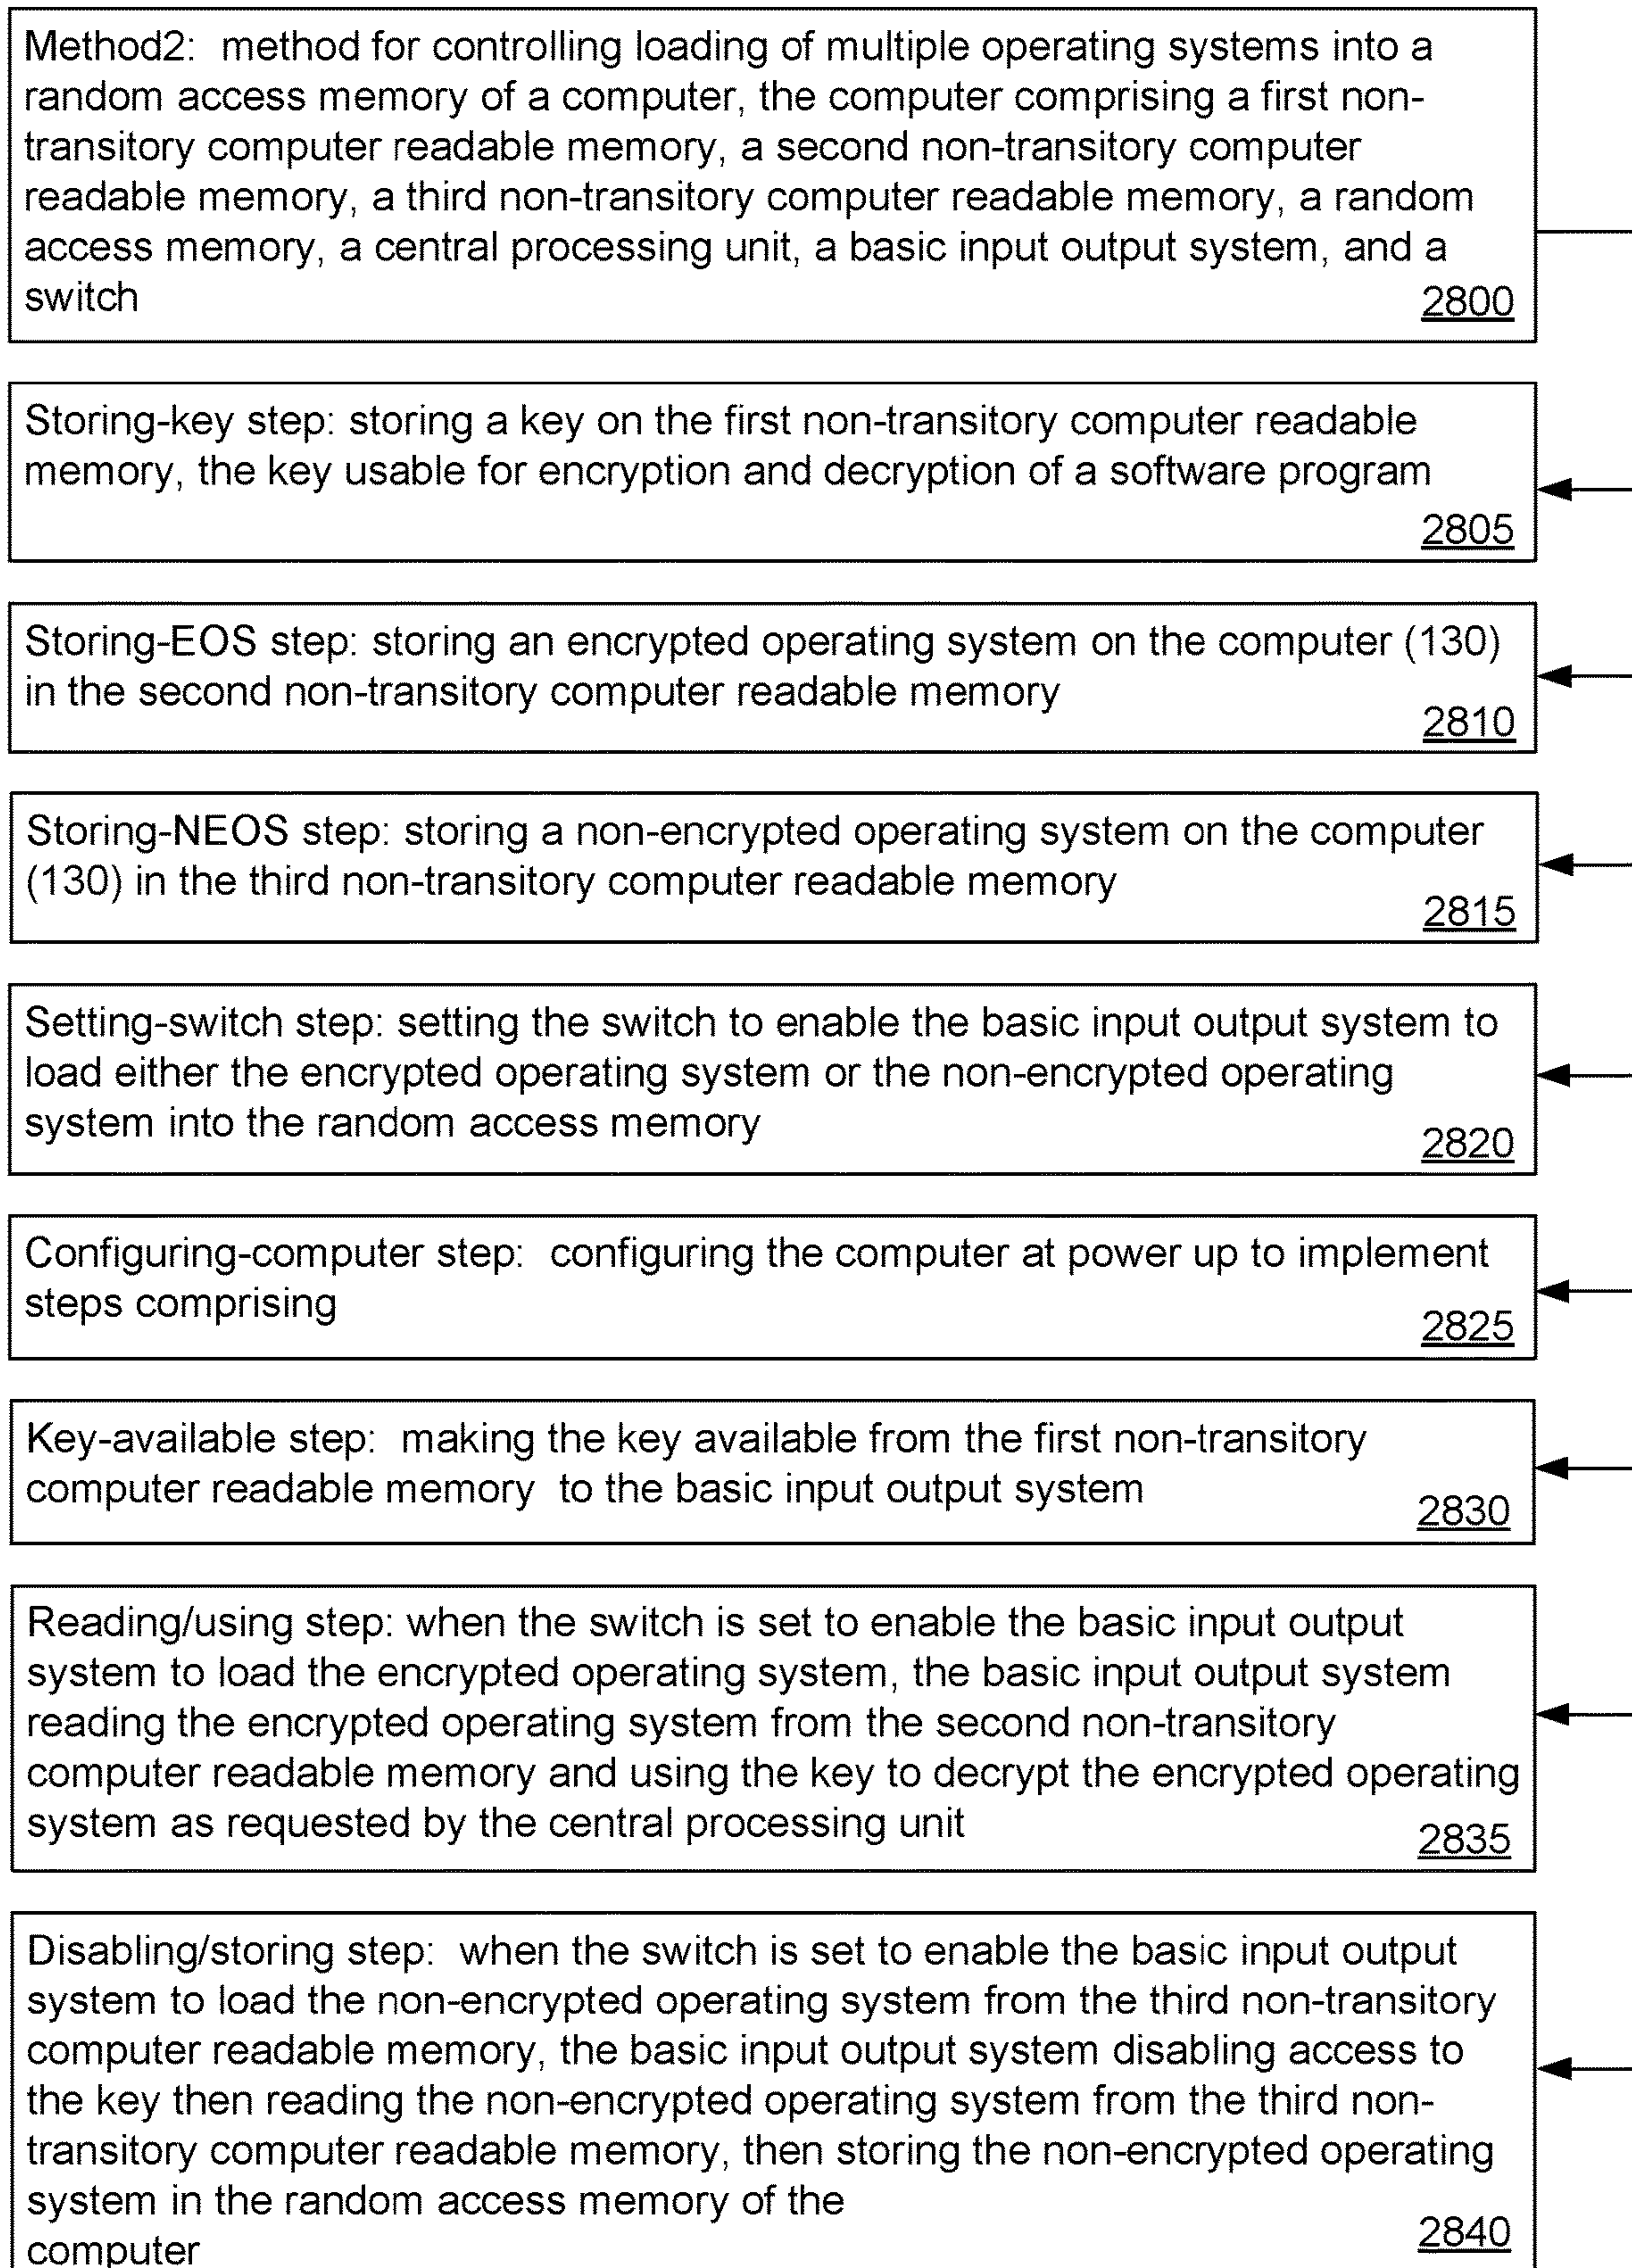 Method2: method for controlling loading of multiple operating systems into a
random access memory of a computer, the computer comprising a first non-
transitory computer readable memory, a second non-transitory computer
readable memory, a third non-transitory computer readable memory, a random
access memory, a central processing unit, a basic input output system, and a
switch 2800
Storing-key step: storing a key on the first non-transitory computer readable
memory, the key usable for encryption and decryption of a software program
2805
Storing-EOS step: storing an encrypted operating system on the computer (130)
in the second non-transitory computer readable memory
2810
Storing-NEOS step: storing a non-encrypted operating system on the computer
(130) in the third non-transitory computer readable memory
2815
Setting-switch step: setting the switch to enable the basic input output system to
load either the encrypted operating system or the non-encrypted operating
system into the random access memory
2820
Configuring-computer step: configuring the computer at power up to implement
steps comprising
2825
Key-available step: making the key available from the first non-transitory
computer readable memory to the basic input output system
2830
Reading/using step: when the switch is set to enable the basic input output
system to load the encrypted operating system, the basic input output system
reading the encrypted operating system from the second non-transitory
computer readable memory and using the key to decrypt the encrypted operating
system as requested by the central processing unit
2835
Disabling/storing step: when the switch is set to enable the basic input output
system to load the non-encrypted operating system from the third non-transitory
computer readable memory, the basic input output system disabling access to
the key then reading the non-encrypted operating system from the third non-
transitory computer readable memory, then storing the non-encrypted operating
system in the random access memory of the
computer 2840